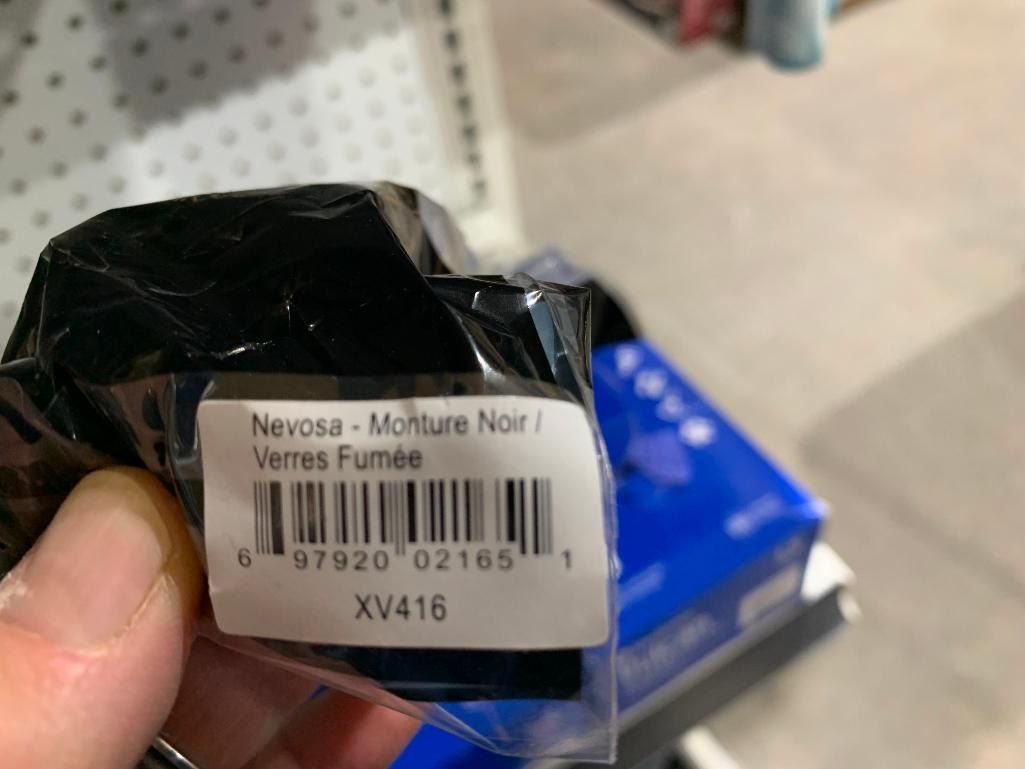 Nevosa - Monture Noir /
Verres Fumée
6 97920 02165 1
XV416